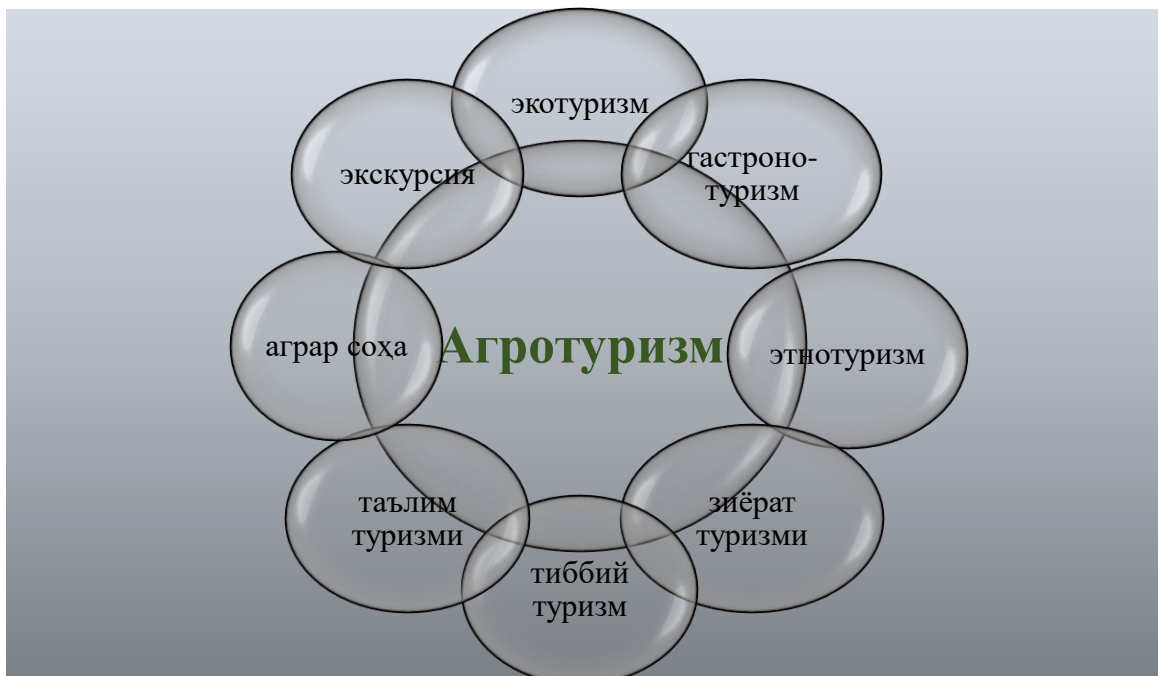 экотуризм
гастроно-
туризм
экскурсия
аграр соҳа
Агротуризм
этнотуризм
таълим
туризми
зиёрат
туризми
тиббий
туризм